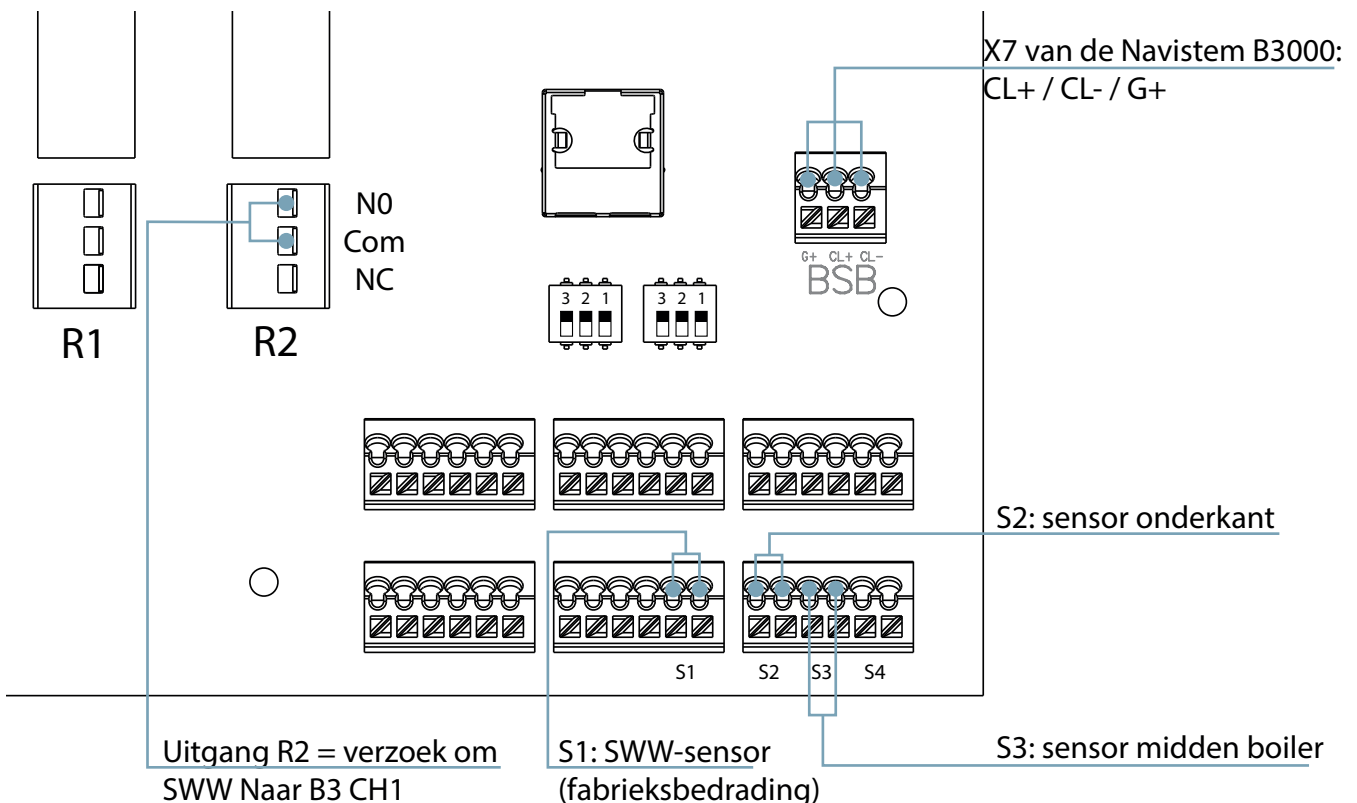 X7 van de Navistem B3000:
CL+ / CL- / G+
N0
Com
NC
R1
R2
G+ CL+ CL-
BSB
3 2 1
3 2 1
S2: sensor onderkant
S1
S2
S3
S4
Uitgang R2 = verzoek om
SWW Naar B3 CH1
S1: SWW-sensor
(fabrieksbedrading)
S3: sensor midden boiler